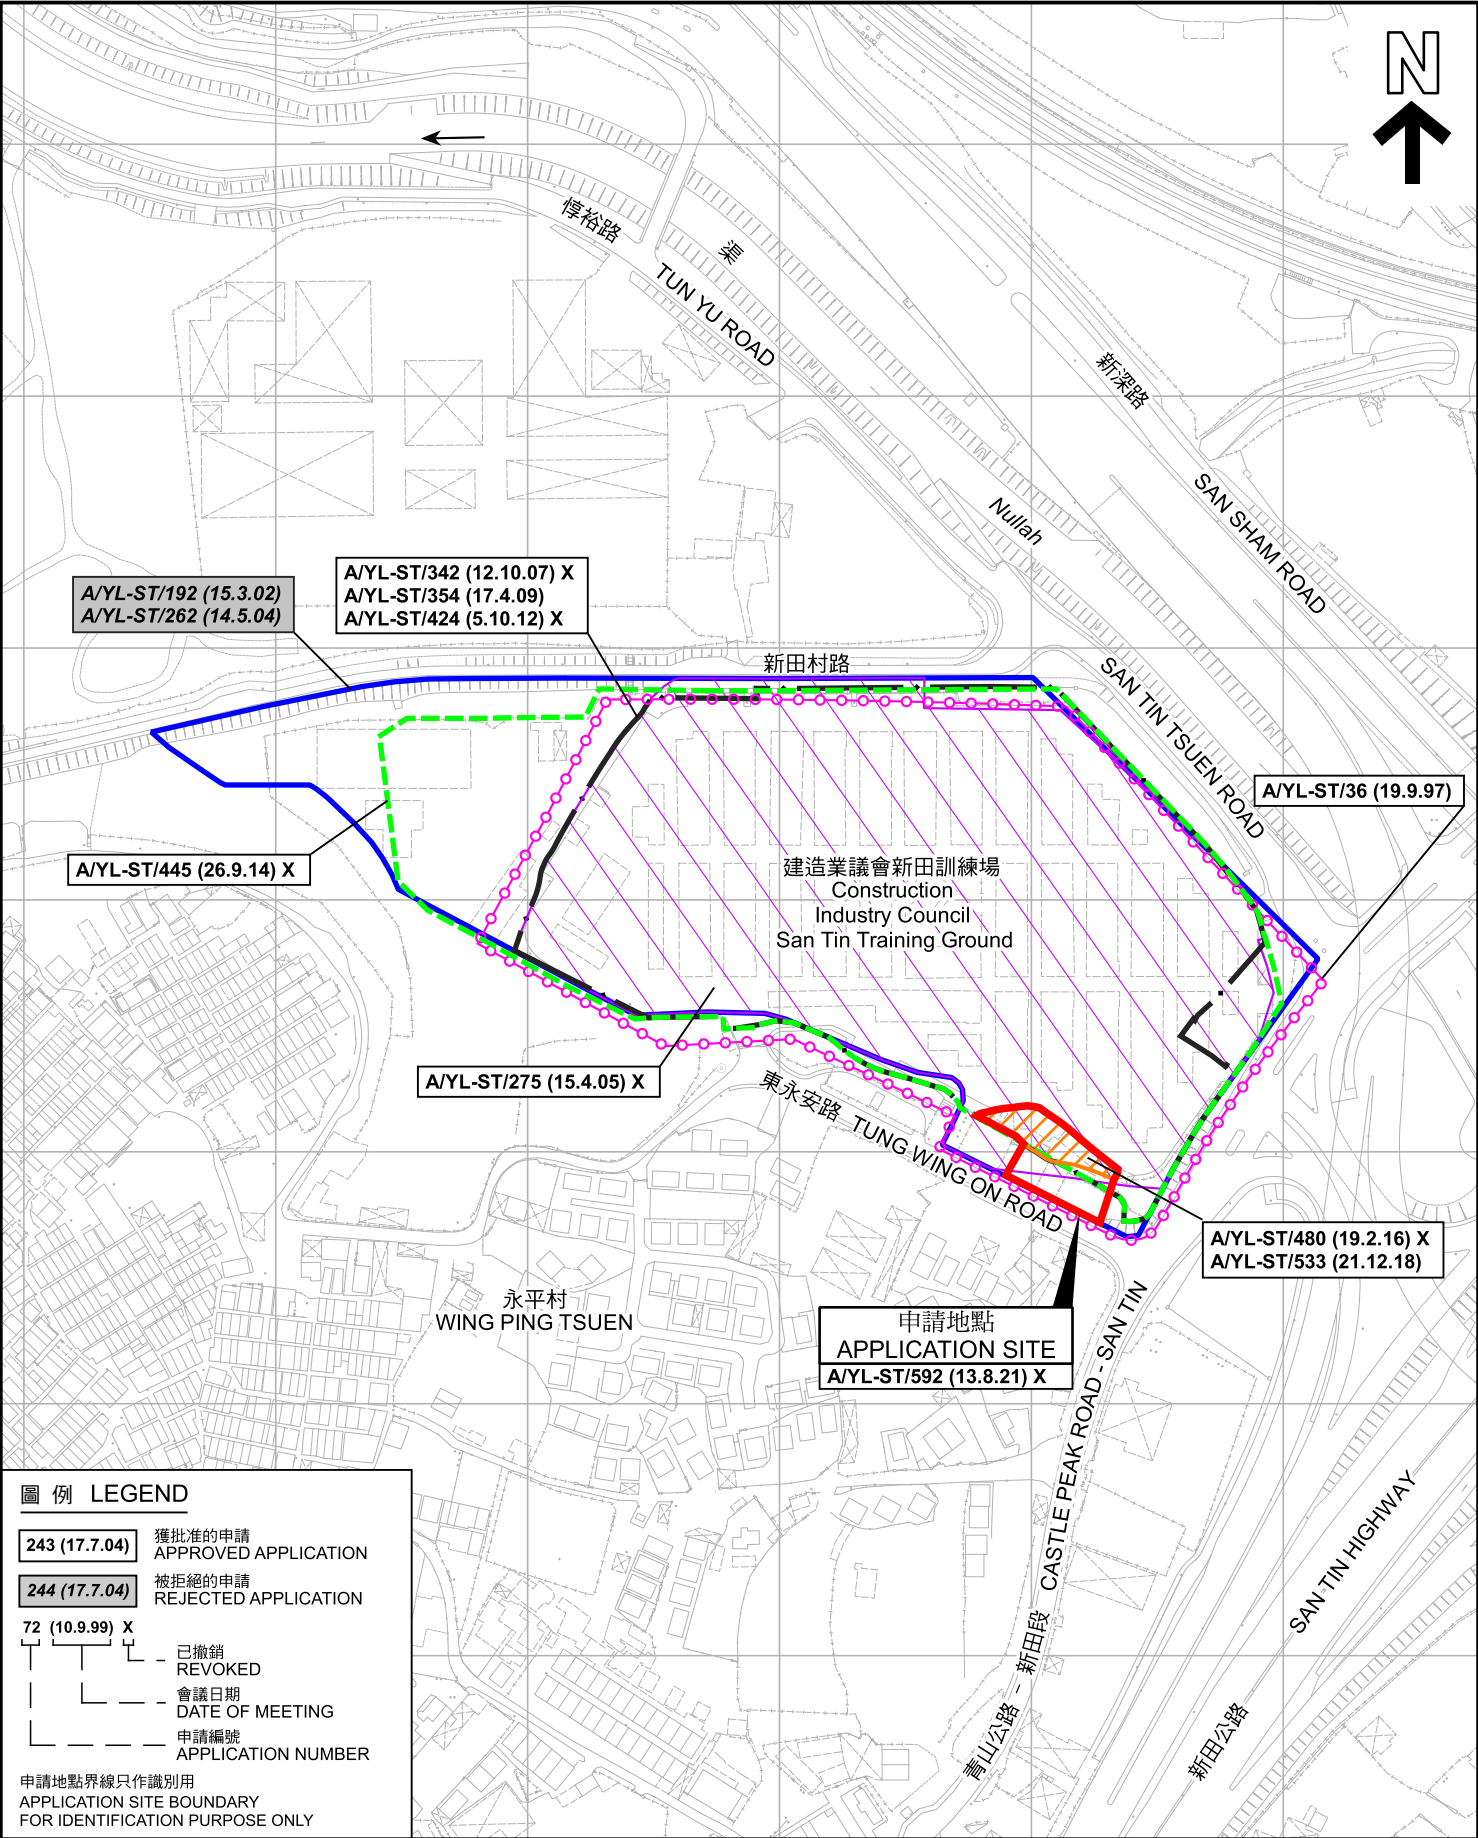 N
惇裕路
渠
TUN YU ROAD
新深路
SAN SHAM ROAD
Nullah
A/YL-ST/192 (15.3.02)
A/YL-ST/262 (14.5.04)
A/YL-ST/342 (12.10.07) X
A/YL-ST/354 (17.4.09)
A/YL-ST/424 (5.10.12) X
新田村路
SAN TIN TSUEN ROAD
A/YL-ST/36 (19.9.97)
A/YL-ST/445 (26.9.14) X
建造業議會新田訓練場
Construction
Industry Council
San Tin Training Ground
A/YL-ST/275 (15.4.05) X
東永安路 TUNG WING ON ROAD
A/YL-ST/480 (19.2.16) X
A/YL-ST/533 (21.12.18)
永平村
WING PING TSUEN
申請地點
APPLICATION SITE
A/YL-ST/592 (13.8.21) X
青山公路 - 新田段 CASTLE PEAK ROAD - SAN TIN
SAN TIN HIGHWAY
新田公路
圖 例 LEGEND
243 (17.7.04)
獲批准的申請
APPROVED APPLICATION
244 (17.7.04)
被拒絕的申請
REJECTED APPLICATION
72 (10.9.99) X
已撤銷
REVOKED
會議日期
DATE OF MEETING
申請編號
APPLICATION NUMBER
申請地點界線只作識別用
APPLICATION SITE BOUNDARY
FOR IDENTIFICATION PURPOSE ONLY